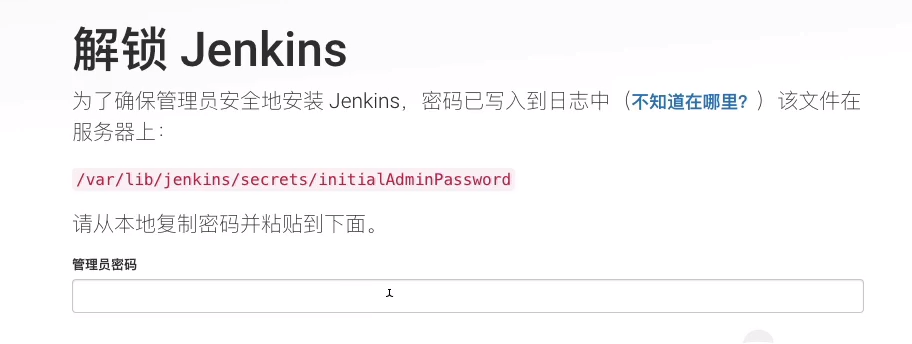 解锁 Jenkins
为了确保管理员安全地安装 Jenkins，密码已写入到日志中（不知道在哪里？）该文件在
服务器上：
/var/lib/jenkins/secrets/initialAdminPassword
请从本地复制密码并粘贴到下面。
管理员密码